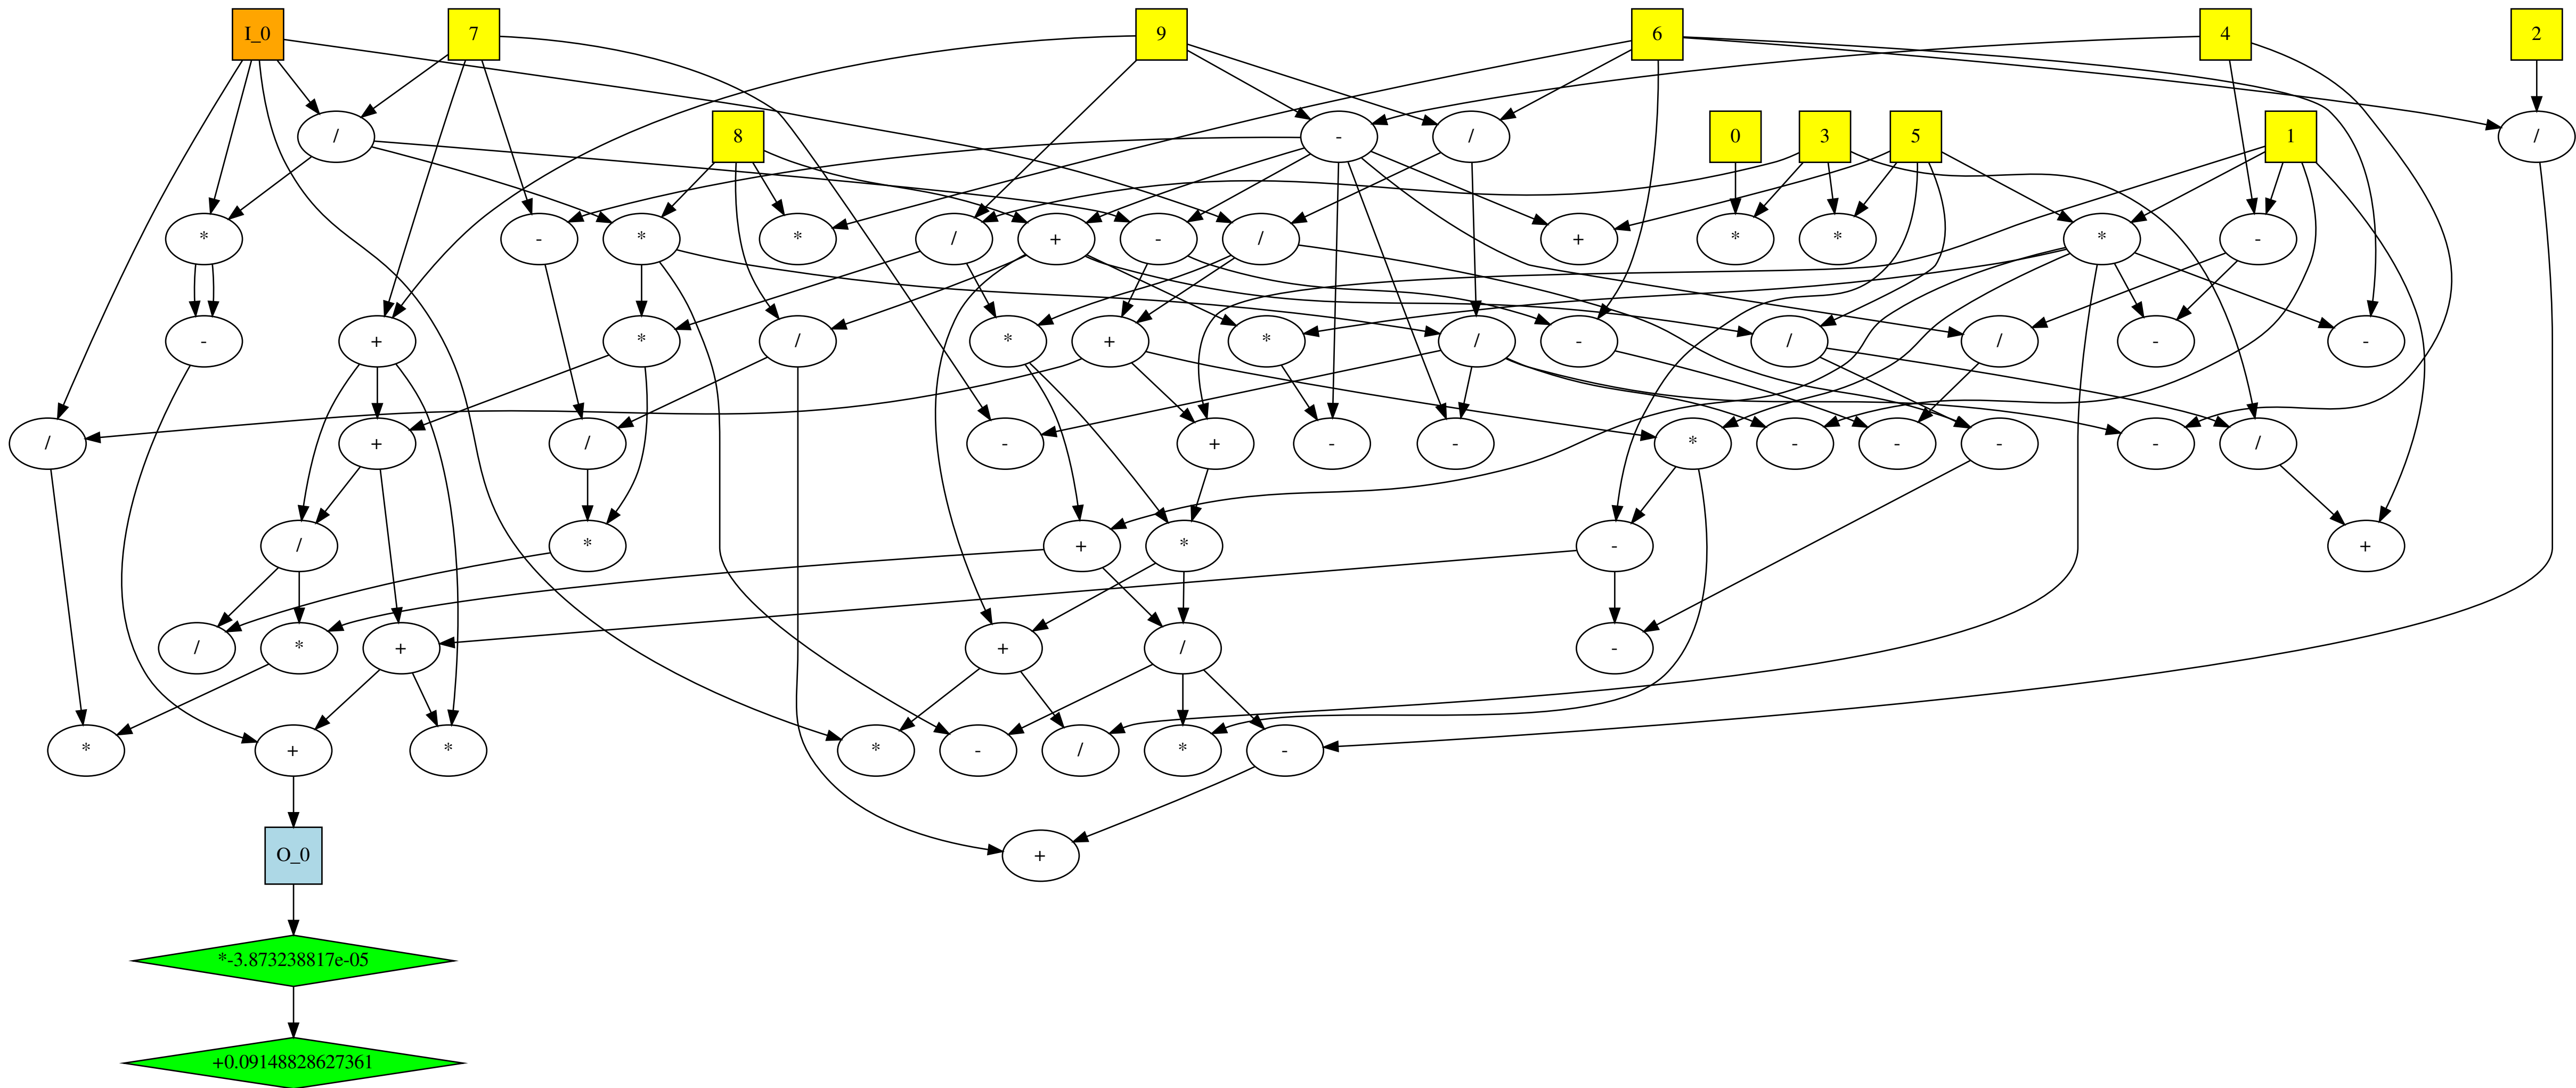 I_0 7 9 6 4 2
/ 8 - / 0 3 5 1 /
* - * * / + - / + * * * -
- + * / * + * - / / / - -
/ + / - + - - * - - - - /
/ * + * - +
/ * + + / -
* + * * - / * -
O_0 +
*-3.873238817e-05
+0.09148828627361